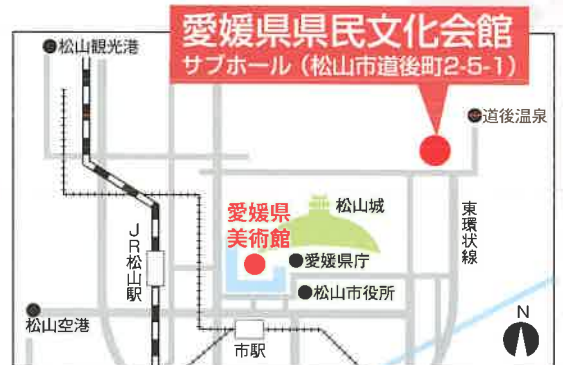 愛媛県県民文化会館
サブホール（松山市道後町2-5-1）
松山観光港
道後温泉
松山城
愛媛県
美術館
東環状線
JR松山駅
愛媛県庁
松山市役所
松山空港
市駅
N